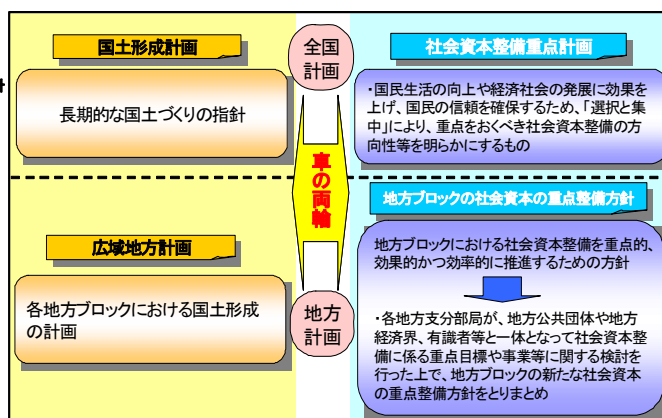 国土形成計画
長期的な国土づくりの指針
広域地方計画
各地方ブロックにおける国土形成
の計画
全国
計画
車の両輪
地方
計画
社会資本整備重点計画
・国民生活の向上や経済社会の発展に効果を
上げ、国民の信頼を確保するため、「選択と集
中」により、重点をおくべき社会資本整備の方
向性等を明らかにするもの
地方ブロックの社会資本の重点整備方針
地方ブロックにおける社会資本整備を重点的、
効果的かつ効率的に推進するための方針
・各地方支分部局が、地方公共団体や地方
経済界、有識者等と一体となって社会資本整
備に係る重点目標や事業等に関する検討を
行った上で、地方ブロックの新たな社会資本
の重点整備方針をとりまとめ